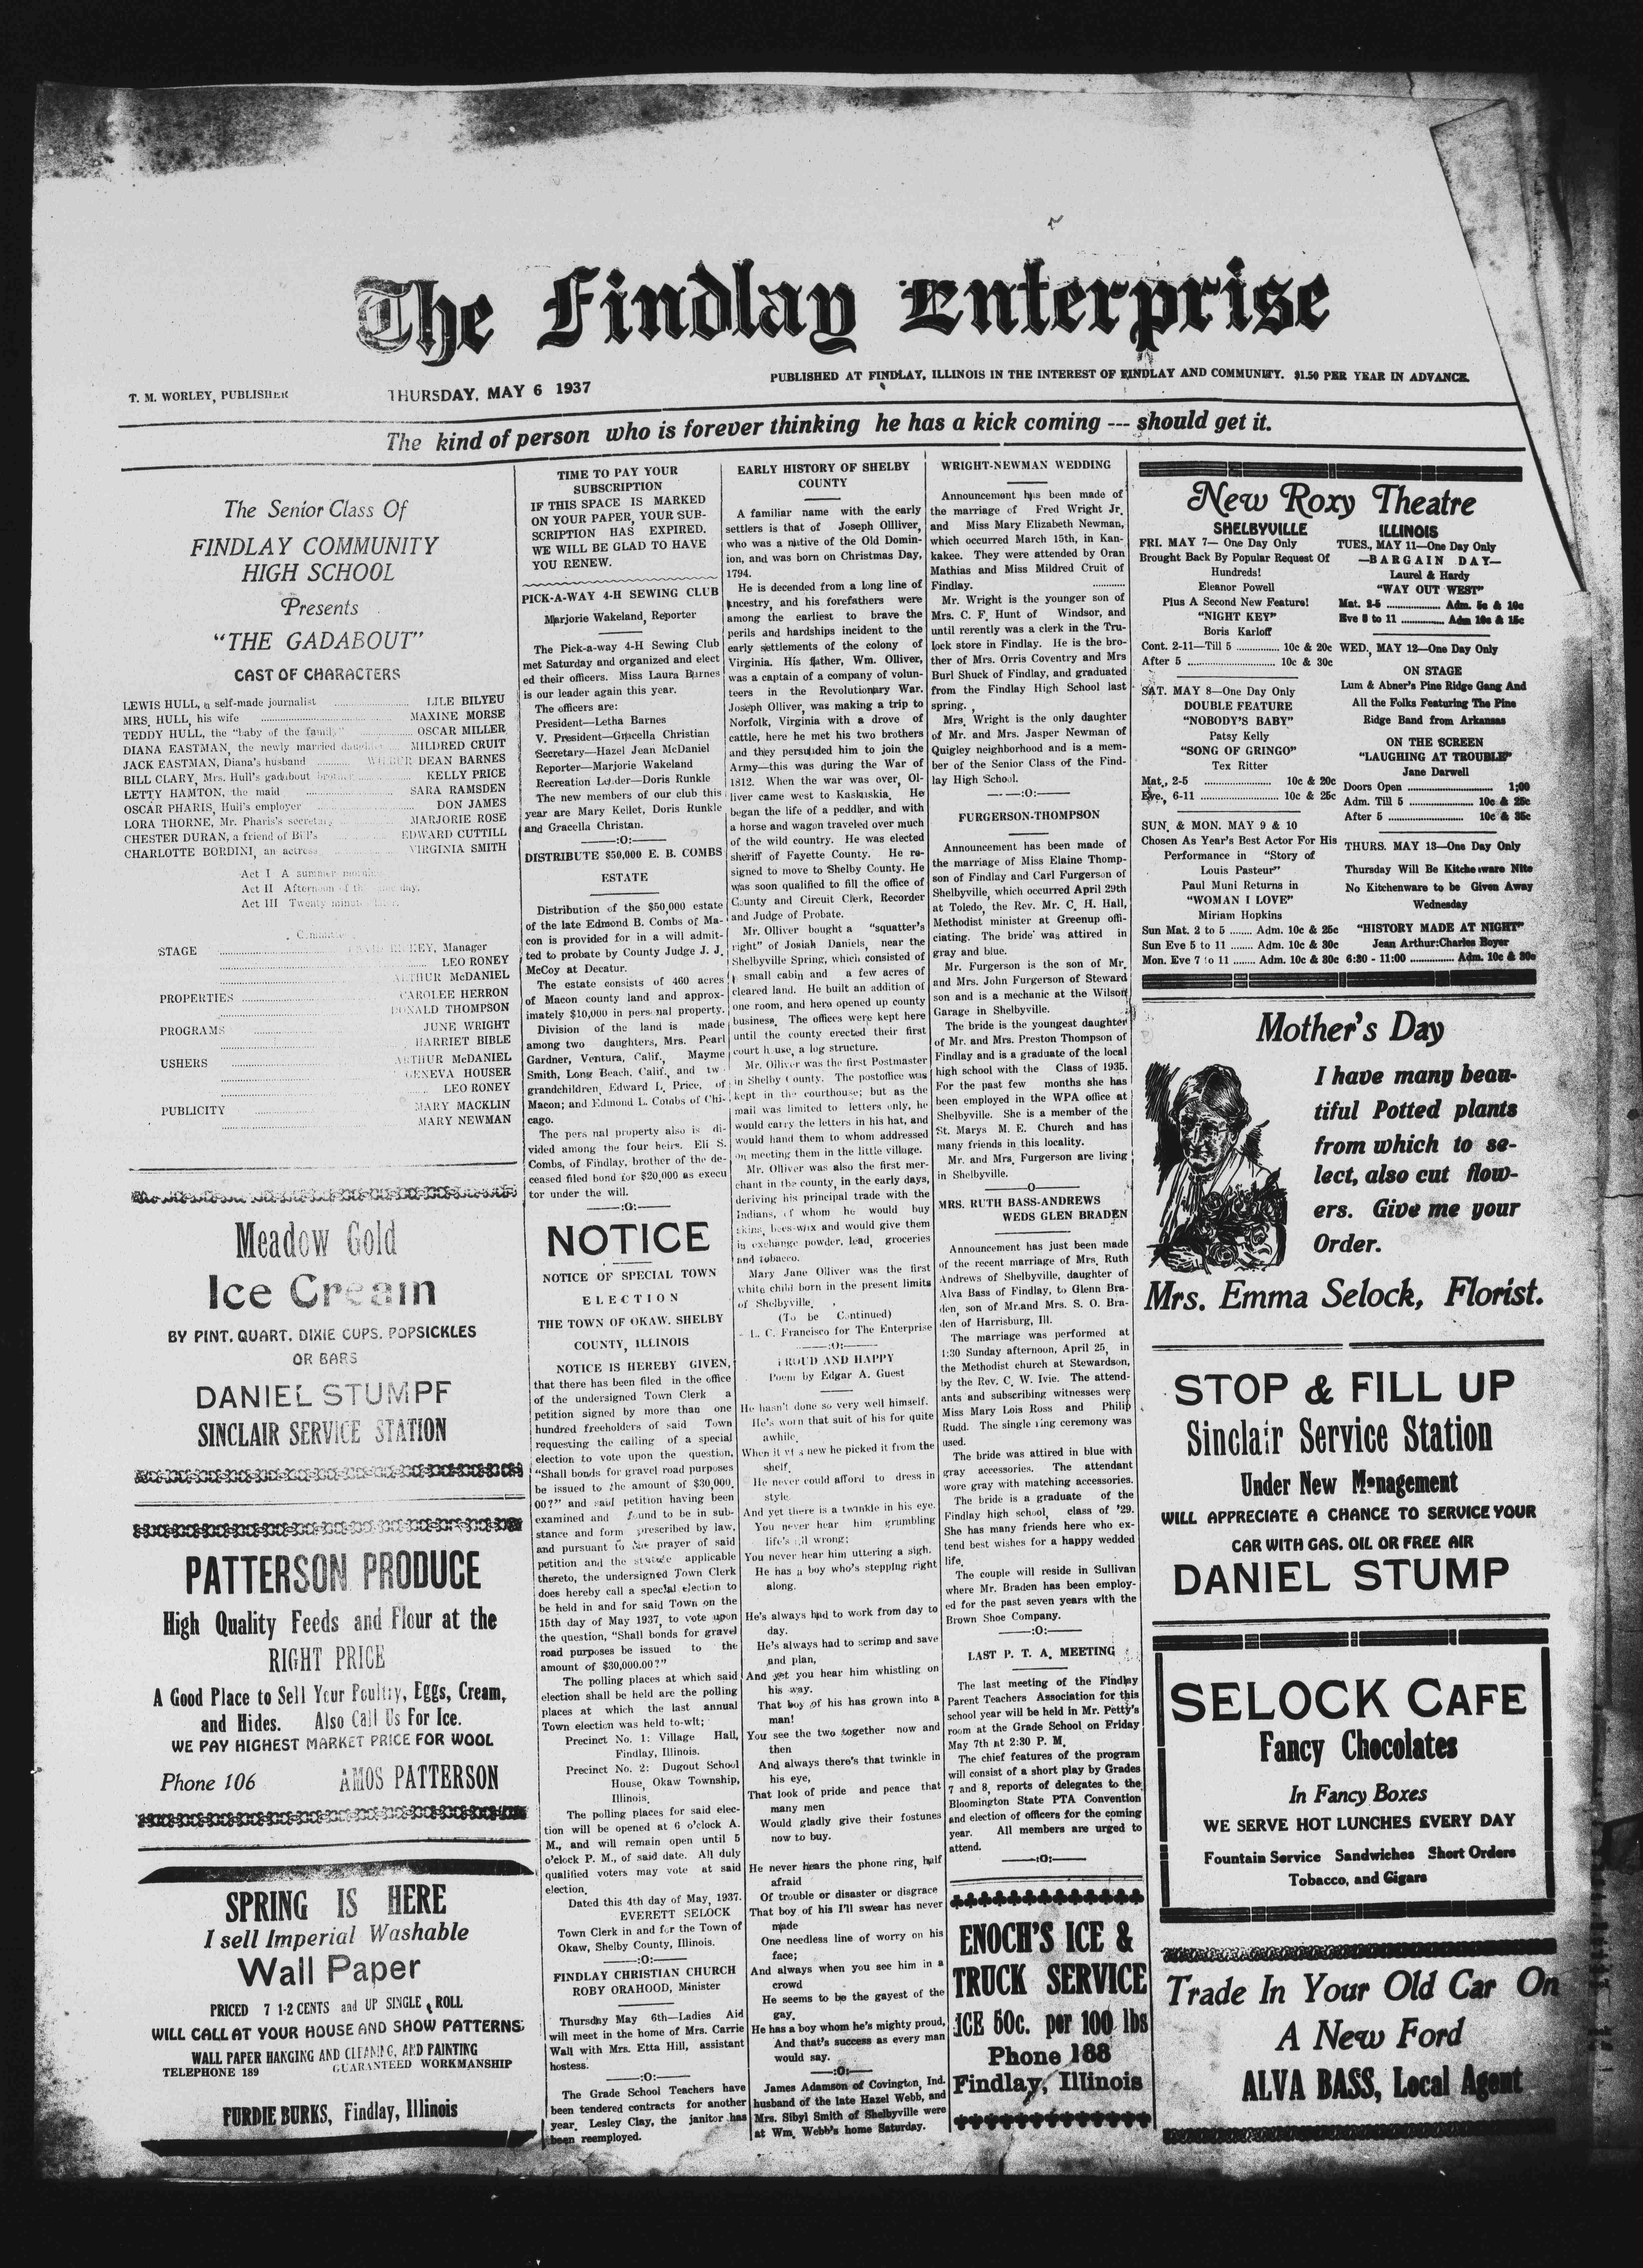 The Findlay Enterprise
T. M. WORLEY, PUBLISHER
THURSDAY, MAY 6 1937
PUBLISHED AT FINDLAY, ILLINOIS IN THE INTEREST OF FINDLAY AND COMMUNITY. $1.50 PER YEAR IN ADVANCE.
The kind of person who is forever thinking he has a kick coming --- should get it.
The Senior Class Of
FINDLAY COMMUNITY
HIGH SCHOOL
Presents
"THE GADABOUT"
CAST OF CHARACTERS
LEWIS HULL, a self-made journalist LILE BILYEU
MRS. HULL, his wife MAXINE MORSE
TEDDY HULL, the "baby of the family" OSCAR MILLER
DIANA EASTMAN, the newly married daughter MILDRED CRUIT
JACK EASTMAN, Diana's husband WILBUR DEAN BARNES
BILL CLARY, Mrs. Hull's gadabout brother KELLY PRICE
LETTY HAMTON, the maid SARA RAMSDEN
OSCAR PHARIS, Hull's employer DON JAMES
LORA THORNE, Mr. Pharis's secretary MARJORIE ROSE
CHESTER DURAN, a friend of Bill's EDWARD CUTTILL
CHARLOTTE BORDINI, an actress VIRGINIA SMITH
Act I A summer morning
Act II Afternoon of the same day.
Act III Twenty minutes later.
STAGE KEY, Manager
LEO RONEY
ARTHUR McDANIEL
PROPERTIES CAROLEE HERRON
DONALD THOMPSON
PROGRAMS JUNE WRIGHT
HARRIET BIBLE
USHERS ARTHUR McDANIEL
GENEVA HOUSER
LEO RONEY
PUBLICITY MARY MACKLIN
MARY NEWMAN
Meadow Gold
Ice Cream
BY PINT, QUART, DIXIE CUPS, POPSICKLES
OR BARS
DANIEL STUMPF
SINCLAIR SERVICE STATION
PATTERSON PRODUCE
High Quality Feeds and Flour at the
RIGHT PRICE
A Good Place to Sell Your Poultry, Eggs, Cream,
and Hides. Also Call Us For Ice.
WE PAY HIGHEST MARKET PRICE FOR WOOL
Phone 106 AMOS PATTERSON
SPRING IS HERE
I sell Imperial Washable
Wall Paper
PRICED 7 1-2 CENTS and UP SINGLE ROLL
WILL CALL AT YOUR HOUSE AND SHOW PATTERNS;
WALL PAPER HANGING AND CLEANING, AND PAINTING
TELEPHONE 189 GUARANTEED WORKMANSHIP
FURDIE BURKS, Findlay, Illinois
TIME TO PAY YOUR
SUBSCRIPTION
IF THIS SPACE IS MARKED
ON YOUR PAPER, YOUR SUB-
SCRIPTION HAS EXPIRED.
WE WILL BE GLAD TO HAVE
YOU RENEW.
PICK-A-WAY 4-H SEWING CLUB
Marjorie Wakeland, Reporter
The Pick-a-way 4-H Sewing Club
met Saturday and organized and elect
ed their officers. Miss Laura Barnes
is our leader again this year.
The officers are:
President—Letha Barnes
V. President—Gracella Christian
Secretary—Hazel Jean McDaniel
Reporter—Marjorie Wakeland
Recreation Leader—Doris Runkle
The new members of our club this
year are Mary Kellet, Doris Runkle
and Gracella Christan.
—:O:—
DISTRIBUTE $50,000 E. B. COMBS
ESTATE
Distribution of the $50,000 estate
of the late Edmond B. Combs of Ma-
con is provided for in a will admit-
ted to probate by County Judge J. J.
McCoy at Decatur.
The estate consists of 460 acres
of Macon county land and approx-
imately $10,000 in personal property.
Division of the land is made
among two daughters, Mrs. Pearl
Gardner, Ventura, Calif., Mayme
Smith, Long Beach, Calif., and tw
grandchildren, Edward L. Price, of
Macon; and Edmond L. Combs of Chi-
cago.
The pers nal property also is di-
vided among the four heirs. Eli S.
Combs, of Findlay, brother of the de-
ceased filed bond for $20,000 as execu
tor under the will.
—:O:—
NOTICE
NOTICE OF SPECIAL TOWN
ELECTION
THE TOWN OF OKAW, SHELBY
COUNTY, ILLINOIS
NOTICE IS HEREBY GIVEN,
that there has been filed in the office
of the undersigned Town Clerk a
petition signed by more than one
hundred freeholders of said Town
requesting the calling of a special
election to vote upon the question,
"Shall bonds for gravel road purposes
be issued to the amount of $30,000.
00?" and said petition having been
examined and found to be in sub-
stance and form prescribed by law,
and pursuant to the prayer of said
petition and the statute applicable
thereto, the undersigned Town Clerk
does hereby call a special election to
be held in and for said Town on the
15th day of May 1937, to vote upon
the question, "Shall bonds for gravel
road purposes be issued to the
amount of $30,000.00?"
The polling places at which said
election shall be held are the polling
places at which the last annual
Town election was held to-wit;
Precinct No. 1: Village Hall,
Findlay, Illinois.
Precinct No. 2: Dugout School
House, Okaw Township,
Illinois.
The polling places for said elec-
tion will be opened at 6 o'clock A.
M., and will remain open until 5
o'clock P. M., of said date. All duly
qualified voters may vote at said
election.
Dated this 4th day of May, 1937.
EVERETT SELOCK
Town Clerk in and for the Town of
Okaw, Shelby County, Illinois.
—:O:—
FINDLAY CHRISTIAN CHURCH
ROBY ORAHOOD, Minister
Thursday May 6th—Ladies Aid
will meet in the home of Mrs. Carrie
Wall with Mrs. Etta Hill, assistant
hostess.
—:O:—
The Grade School Teachers have
been tendered contracts for another
year. Lesley Clay, the janitor has
been reemployed.
EARLY HISTORY OF SHELBY
COUNTY
A familiar name with the early
settlers is that of Joseph Ollliver,
who was a native of the Old Domin-
ion, and was born on Christmas Day,
1794.
He is decended from a long line of
ancestry, and his forefathers were
among the earliest to brave the
perils and hardships incident to the
early settlements of the colony of
Virginia. His father, Wm. Olliver,
was a captain of a company of volun-
teers in the Revolutionary War.
Joseph Olliver, was making a trip to
Norfolk, Virginia with a drove of
cattle, here he met his two brothers
and they persuaded him to join the
Army—this was during the War of
1812. When the war was over, Ol-
liver came west to Kaskaskia. He
began the life of a peddler, and with
a horse and wagon traveled over much
of the wild country. He was elected
sheriff of Fayette County. He re-
signed to move to Shelby County. He
was soon qualified to fill the office of
County and Circuit Clerk, Recorder
and Judge of Probate.
Mr. Olliver bought a "squatter's
right" of Josiah Daniels, near the
Shelbyville Spring, which consisted of
a small cabin and a few acres of
cleared land. He built an addition of
one room, and here opened up county
business. The offices were kept here
until the county erected their first
court house, a log structure.
Mr. Olliver was the first Postmaster
in Shelby County. The postoffice was
kept in the courthouse; but as the
mail was limited to letters only, he
would carry the letters in his hat, and
would hand them to whom addressed
on meeting them in the little village.
Mr. Olliver was also the first mer-
chant in the county, in the early days,
deriving his principal trade with the
Indians, of whom he would buy
skins, bees-wax and would give them
in exchange powder, lead, groceries
and tobacco.
Mary Jane Olliver was the first
white child born in the present limits
of Shelbyville.
(To be Continued)
- L. C. Francisco for The Enterprise
—:O:—
PROUD AND HAPPY
Poem by Edgar A. Guest
He hasn't done so very well himself.
He's worn that suit of his for quite
awhile,
When it was new he picked it from the
shelf.
He never could afford to dress in
style.
And yet there is a twinkle in his eye.
You never hear him grumbling
life's all wrong;
You never hear him uttering a sigh.
He has a boy who's stepping right
along.
He's always had to work from day to
day.
He's always had to scrimp and save
and plan,
And yet you hear him whistling on
his way.
That boy of his has grown into a
man!
You see the two together now and
then
And always there's that twinkle in
his eye,
That look of pride and peace that
many men
Would gladly give their fostunes
now to buy.
He never hears the phone ring, half
afraid
Of trouble or disaster or disgrace
That boy of his I'll swear has never
made
One needless line of worry on his
face;
And always when you see him in a
crowd
He seems to be the gayest of the
gay.
He has a boy whom he's mighty proud,
And that's success as every man
would say.
—:O:—
James Adamson of Covington, Ind.
husband of the late Hazel Webb, and
Mrs. Sibyl Smith of Shelbyville were
at Wm. Webb's home Saturday.
WRIGHT-NEWMAN WEDDING
Announcement has been made of
the marriage of Fred Wright Jr.
and Miss Mary Elizabeth Newman,
which occurred March 15th, in Kan-
kakee. They were attended by Oran
Mathias and Miss Mildred Cruit of
Findlay.
Mr. Wright is the younger son of
Mrs. C. F. Hunt of Windsor, and
until rerently was a clerk in the Tru-
lock store in Findlay. He is the bro-
ther of Mrs. Orris Coventry and Mrs
Burl Shuck of Findlay, and graduated
from the Findlay High School last
spring.
Mrs. Wright is the only daughter
of Mr. and Mrs. Jasper Newman of
Quigley neighborhood and is a mem-
ber of the Senior Class of the Find-
lay High School.
—:O:—
FURGERSON-THOMPSON
Announcement has been made of
the marriage of Miss Elaine Thomp-
son of Findlay and Carl Furgerson of
Shelbyville, which occurred April 29th
at Toledo, the Rev. Mr. C. H. Hall,
Methodist minister at Greenup offi-
ciating. The bride was attired in
gray and blue.
Mr. Furgerson is the son of Mr.
and Mrs. John Furgerson of Steward
son and is a mechanic at the Wilson
Garage in Shelbyville.
The bride is the youngest daughter
of Mr. and Mrs. Preston Thompson of
Findlay and is a graduate of the local
high school with the Class of 1935.
For the past few months she has
been employed in the WPA office at
Shelbyville. She is a member of the
St. Marys M. E. Church and has
many friends in this locality.
Mr. and Mrs. Furgerson are living
in Shelbyville.
—O—
MRS. RUTH BASS-ANDREWS
WEDS GLEN BRADEN
Announcement has just been made
of the recent marriage of Mrs. Ruth
Andrews of Shelbyville, daughter of
Alva Bass of Findlay, to Glenn Bra-
den, son of Mr.and Mrs. S. O. Bra-
den of Harrisburg, Ill.
The marriage was performed at
4:30 Sunday afternoon, April 25, in
the Methodist church at Stewardson,
by the Rev. C. W. Ivie. The attend-
ants and subscribing witnesses were
Miss Mary Lois Ross and Philip
Rudd. The single ring ceremony was
used.
The bride was attired in blue with
gray accessories. The attendant
wore gray with matching accessories.
The bride is a graduate of the
Findlay high school, class of '29.
She has many friends here who ex-
tend best wishes for a happy wedded
life.
The couple will reside in Sullivan
where Mr. Braden has been employ-
ed for the past seven years with the
Brown Shoe Company.
—:O:—
LAST P. T. A. MEETING
The last meeting of the Findlay
Parent Teachers Association for this
school year will be held in Mr. Petty's
room at the Grade School on Friday
May 7th at 2:30 P. M.
The chief features of the program
will consist of a short play by Grades
7 and 8, reports of delegates to the
Bloomington State PTA Convention
and election of officers for the coming
year. All members are urged to
attend.
—:O:—
ENOCH'S ICE &
TRUCK SERVICE
ICE 50c. per 100 lbs
Phone 188
Findlay, Illinois
New Roxy Theatre
SHELBYVILLE ILLINOIS
FRI. MAY 7— One Day Only
Brought Back By Popular Request Of
Hundreds!
Eleanor Powell
Plus A Second New Feature!
"NIGHT KEY"
Boris Karloff
Cont. 2-11—Till 5 10c & 20c
After 5 10c & 30c
SAT. MAY 8—One Day Only
DOUBLE FEATURE
"NOBODY'S BABY"
Patsy Kelly
"SONG OF GRINGO"
Tex Ritter
Mat., 2-5 10c & 20c
Eve., 6-11 10c & 25c
SUN. & MON. MAY 9 & 10
Chosen As Year's Best Actor For His
Performance in "Story of
Louis Pasteur"
Paul Muni Returns in
"WOMAN I LOVE"
Miriam Hopkins
Sun Mat. 2 to 5 Adm. 10c & 25c
Sun Eve 5 to 11 Adm. 10c & 30c
Mon. Eve 7 to 11 Adm. 10c & 30c
TUES., MAY 11—One Day Only
—BARGAIN DAY—
Laurel & Hardy
"WAY OUT WEST"
Mat. 2-5 Adm. 5c & 10c
Eve 5 to 11 Adm 10c & 15c
WED., MAY 12—One Day Only
ON STAGE
Lum & Abner's Pine Ridge Gang And
All the Folks Featuring The Pine
Ridge Band from Arkansas
ON THE SCREEN
"LAUGHING AT TROUBLE"
Jane Darwell
Doors Open 1;00
Adm. Till 5 10c & 25c
After 5 10c & 35c
THURS. MAY 13—One Day Only
Thursday Will Be Kitchenware Nite
No Kitchenware to be Given Away
Wednesday
"HISTORY MADE AT NIGHT"
Jean Arthur:Charles Boyer
6:30 - 11:00 Adm. 10c & 30c
Mother's Day
I have many beau-
tiful Potted plants
from which to se-
lect, also cut flow-
ers. Give me your
Order.
Mrs. Emma Selock, Florist.
STOP & FILL UP
Sinclair Service Station
Under New Management
WILL APPRECIATE A CHANCE TO SERVICE YOUR
CAR WITH GAS, OIL OR FREE AIR
DANIEL STUMP
SELOCK CAFE
Fancy Chocolates
In Fancy Boxes
WE SERVE HOT LUNCHES EVERY DAY
Fountain Service Sandwiches Short Orders
Tobacco, and Gigars
Trade In Your Old Car On
A New Ford
ALVA BASS, Local Agent